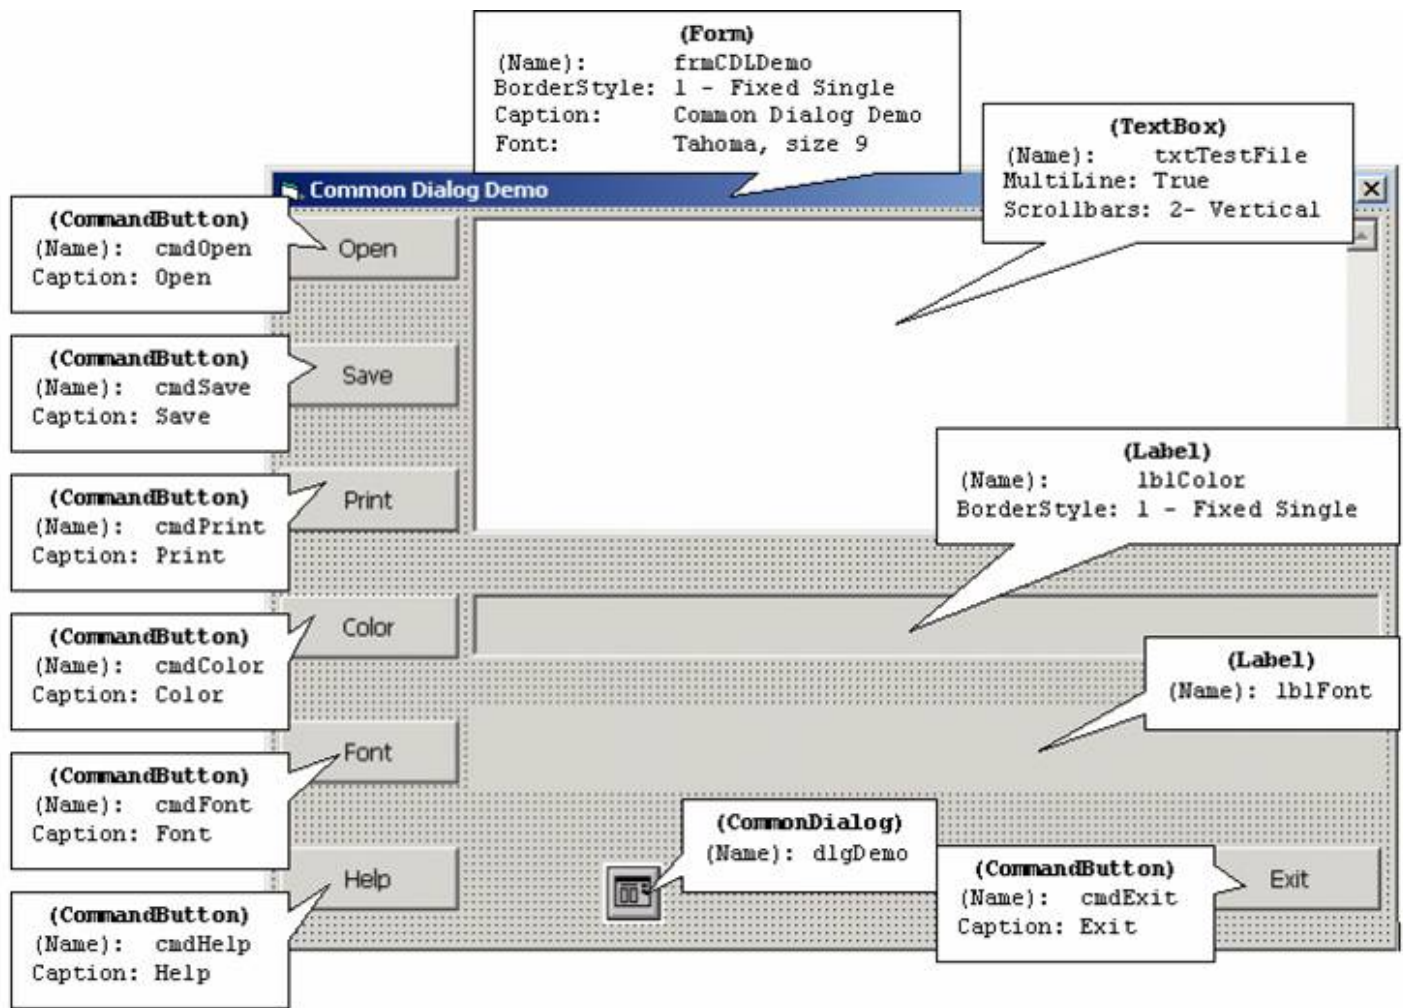 (Form)
(Name): frmCDLDemo
BorderStyle: 1 - Fixed Single
Caption: Common Dialog Demo
Font: Tahoma, size 9
(TextBox)
(Name): txtTestFile
MultiLine: True
Scrollbars: 2- Vertical
Common Dialog Demo
(CommandButton)
(Name): cmdOpen
Caption: Open
Open
(CommandButton)
(Name): cmdSave
Caption: Save
Save
(Label)
(Name): lblColor
BorderStyle: 1 - Fixed Single
(CommandButton)
(Name): cmdPrint
Caption: Print
Print
(CommandButton)
(Name): cmdColor
Caption: Color
Color
(Label)
(Name): lblFont
(CommandButton)
(Name): cmdFont
Caption: Font
Font
(CommonDialog)
(Name): dlgDemo
(CommandButton)
(Name): cmdHelp
Caption: Help
Help
(CommandButton)
(Name): cmdExit
Caption: Exit
Exit